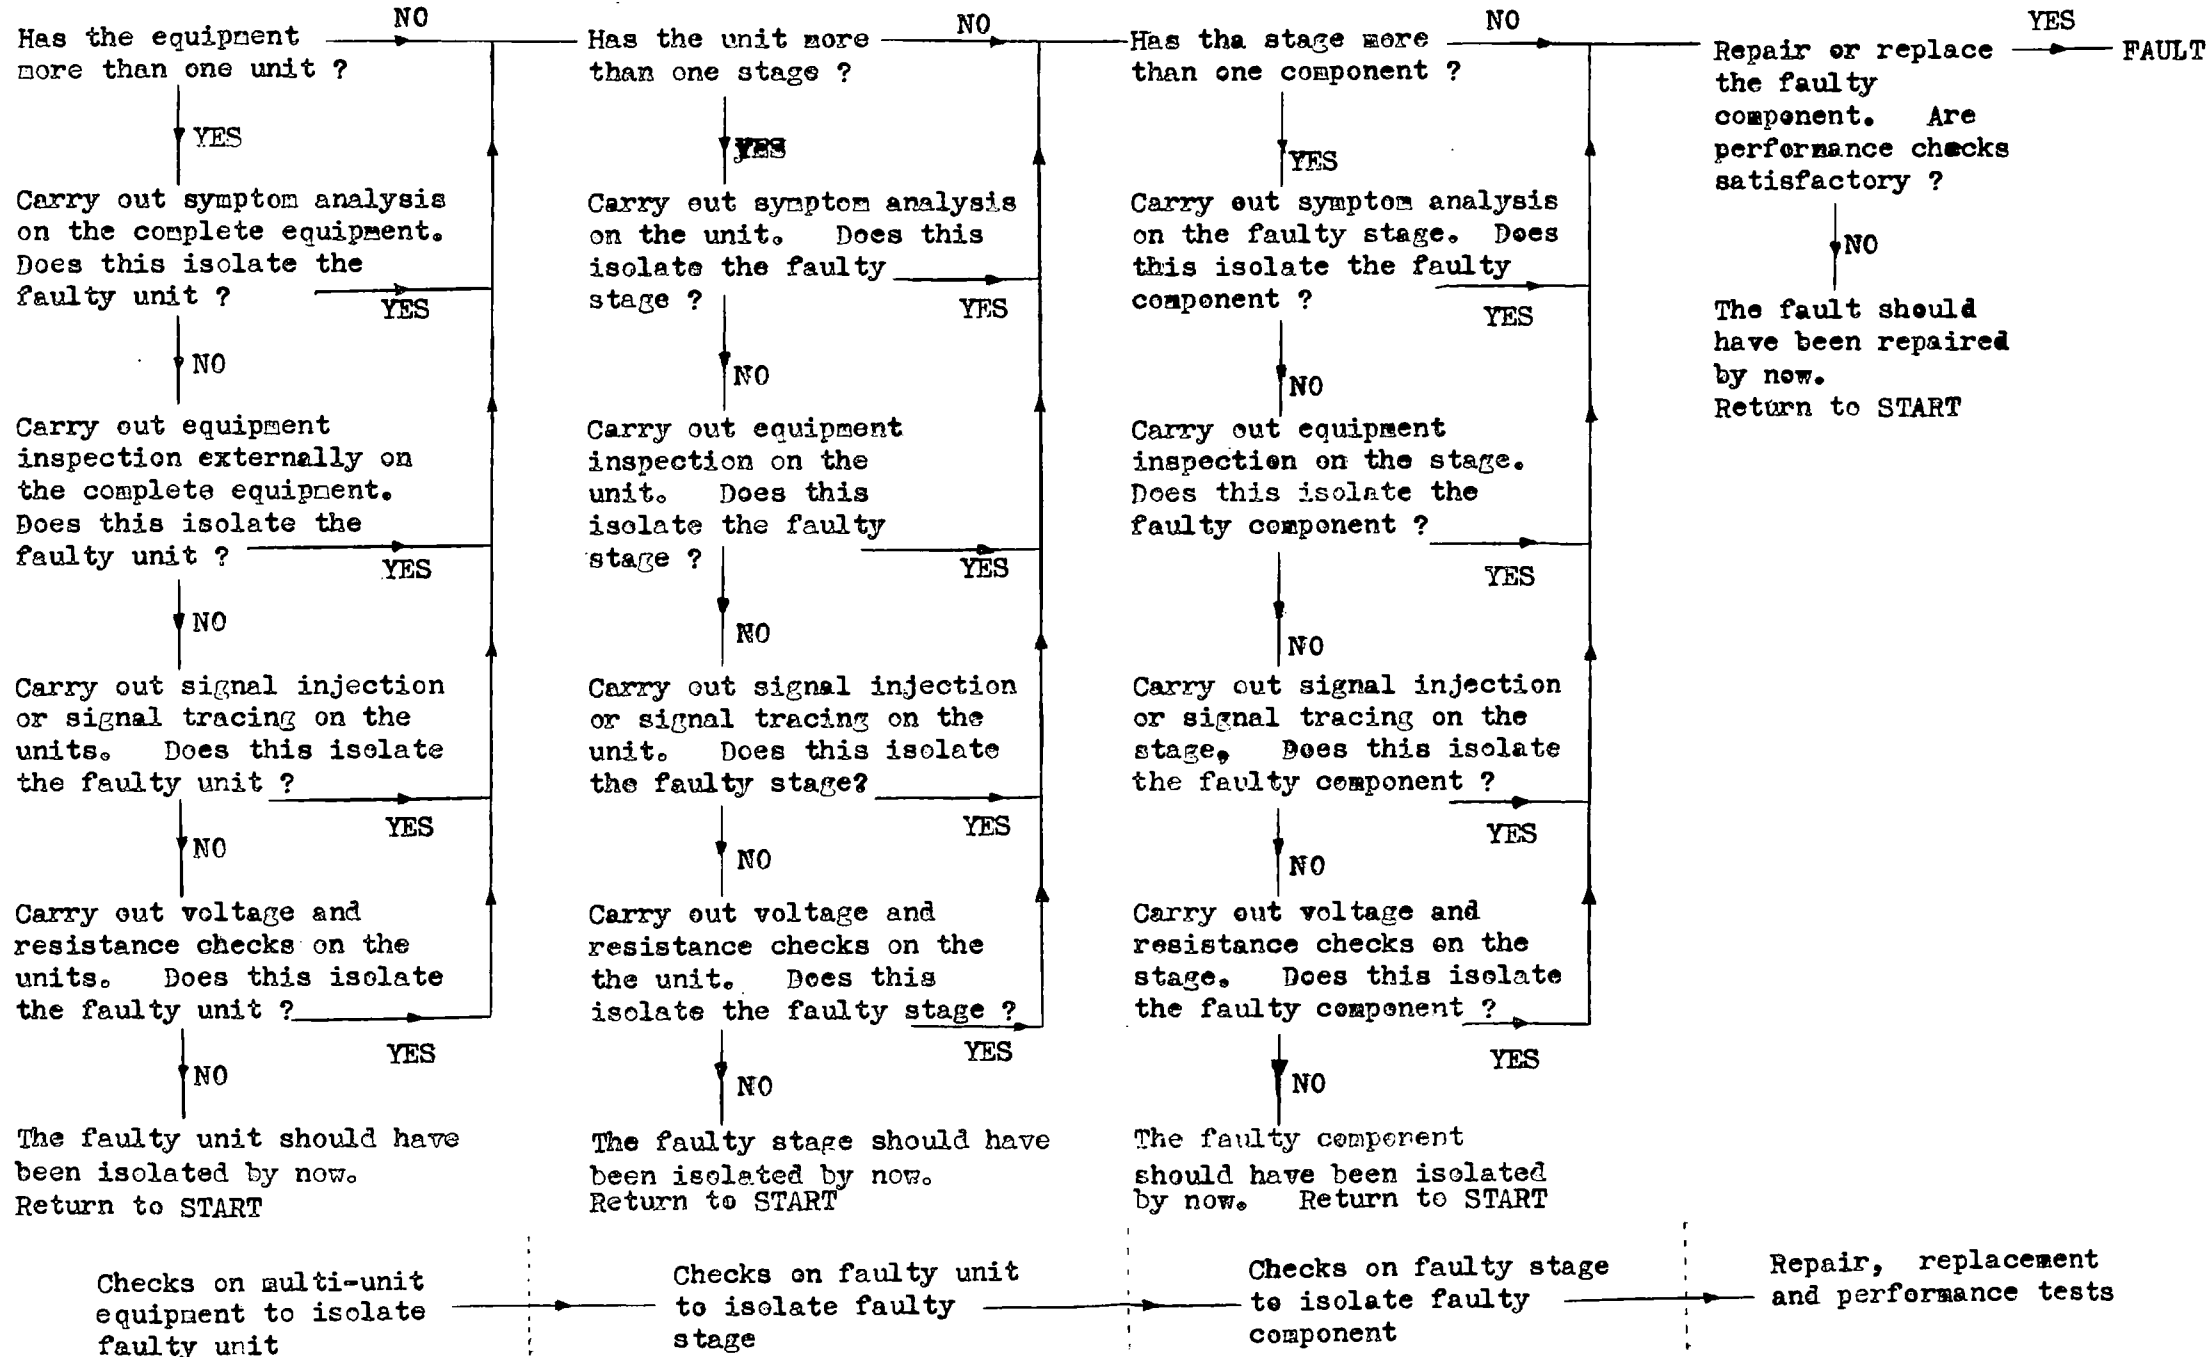 NO
Has the equipment
more than one unit ?
YES
Carry out symptom analysis
on the complete equipment.
Does this isolate the
faulty unit ?
YES
NO
Carry out equipment
inspection externally on
the complete equipment.
Does this isolate the
faulty unit ?
YES
NO
Carry out signal injection
or signal tracing on the
units. Does this isolate
the faulty unit ?
YES
NO
Carry out voltage and
resistance checks on the
units. Does this isolate
the faulty unit ?
YES
NO
The faulty unit should have
been isolated by now.
Return to START
NO
Has the unit more
than one stage ?
YES
Carry out symptom analysis
on the unit. Does this
isolate the faulty
stage ?
YES
NO
Carry out equipment
inspection on the
unit. Does this
isolate the faulty
stage ?
YES
NO
Carry out signal injection
or signal tracing on the
unit. Does this isolate
the faulty stage?
YES
NO
Carry out voltage and
resistance checks on the
the unit. Does this
isolate the faulty stage ?
YES
NO
The faulty stage should have
been isolated by now.
Return to START
NO
Has tha stage more
than one component ?
YES
Carry out symptom analysis
on the faulty stage. Does
this isolate the faulty
component ?
YES
NO
Carry out equipment
inspection on the stage.
Does this isolate the
faulty component ?
YES
NO
Carry out signal injection
or signal tracing on the
stage, Does this isolate
the faulty component ?
YES
NO
Carry out voltage and
resistance checks on the
stage. Does this isolate
the faulty component ?
YES
NO
The faulty component
should have been isolated
by now. Return to START
YES
Repair or replace
the faulty
component. Are
performance checks
satisfactory ?
FAULT
NO
The fault should
have been repaired
by now.
Return to START
Checks on multi-unit
equipment to isolate
faulty unit
Checks on faulty unit
to isolate faulty
stage
Checks on faulty stage
to isolate faulty
component
Repair, replacement
and performance tests